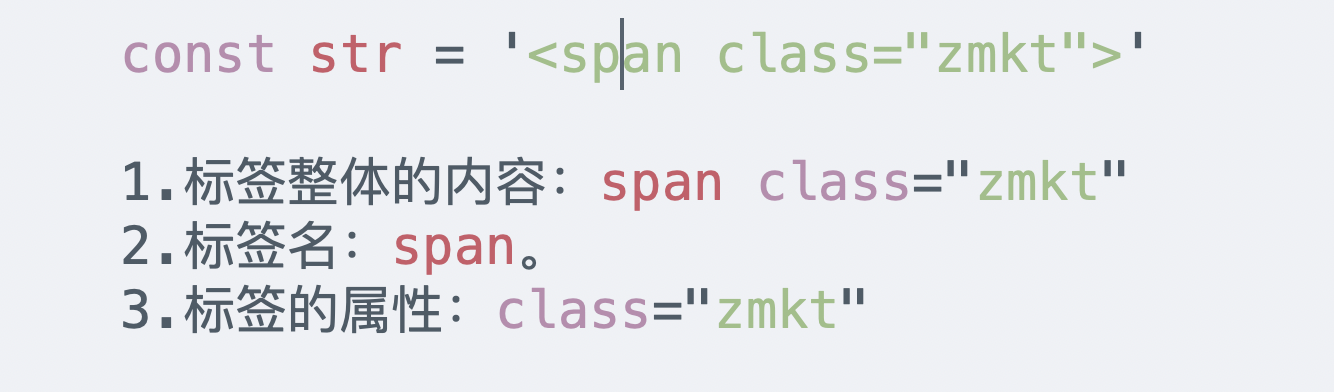 const str = '<span class="zmkt">'
1.标签整体的内容：span class="zmkt"
2.标签名：span。
3.标签的属性：class="zmkt"